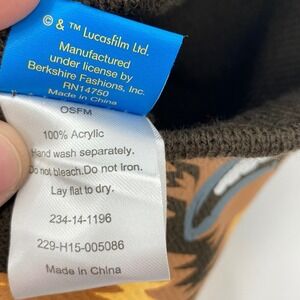 © & ™ Lucasfilm Ltd.
Manufactured
under license by
Berkshire Fashions, Inc.
RN14750
Made in China
OSFM
100% Acrylic
Hand wash separately.
Do not bleach.Do not iron.
Lay flat to dry.
234-14-1196
229-H15-005086
Made in China